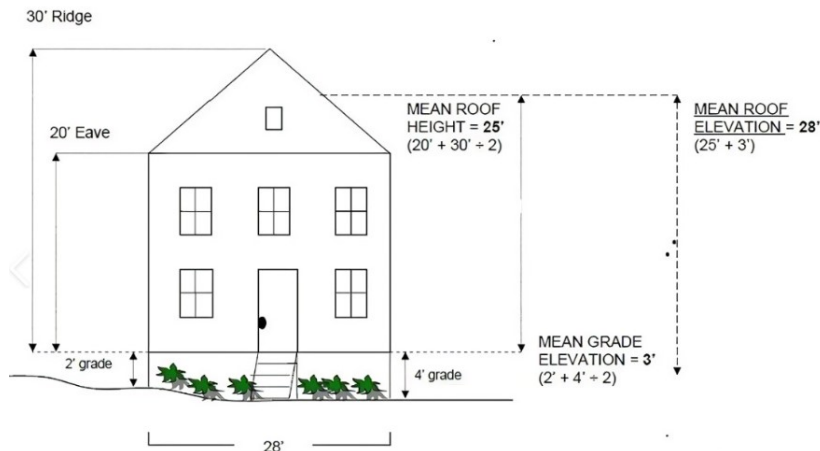 30' Ridge
20' Eave
MEAN ROOF
HEIGHT = 25'
(20' + 30' ÷ 2)
MEAN ROOF
ELEVATION = 28'
(25' + 3')
2' grade
4' grade
MEAN GRADE
ELEVATION = 3'
(2' + 4' ÷ 2)
28'